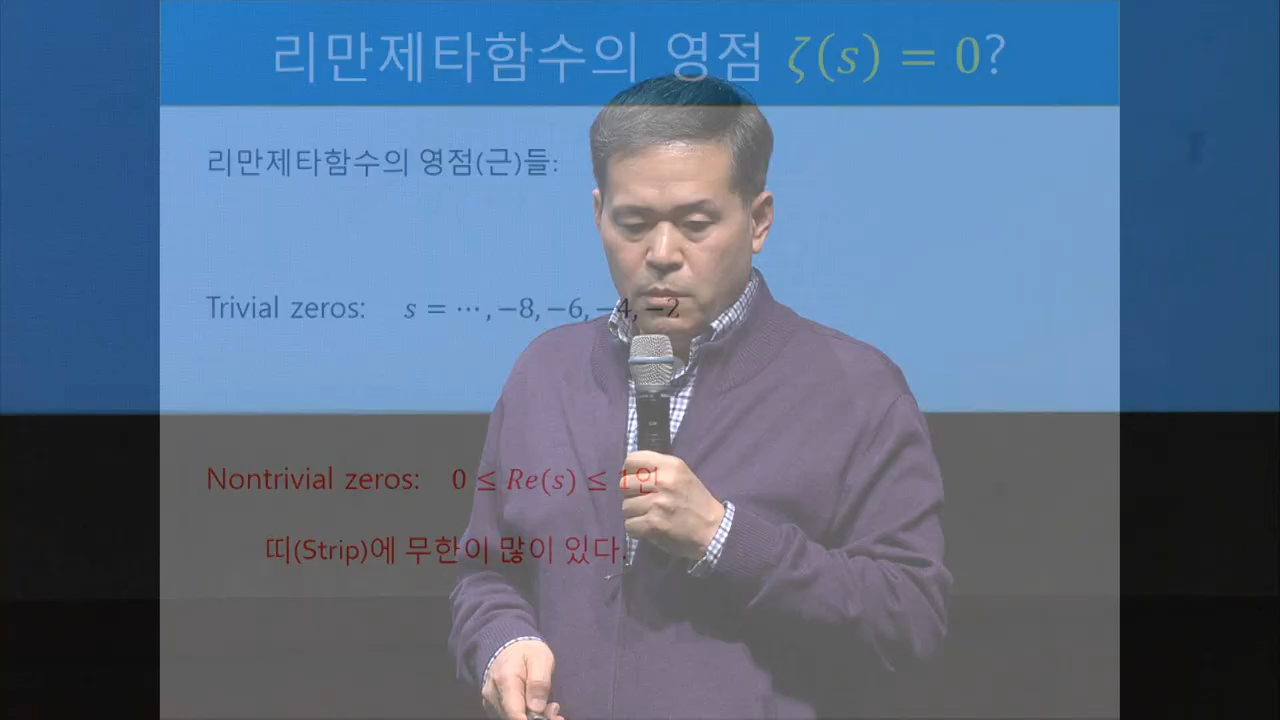 리만제타함수의 영점 ζ(s) = 0?
리만제타함수의 영점(근)들:
Trivial zeros: s = ⋯, −8, −6, −4, −2
Nontrivial zeros: 0 ≤ Re(s) ≤ 1인
띠(Strip)에 무한이 많이 있다.